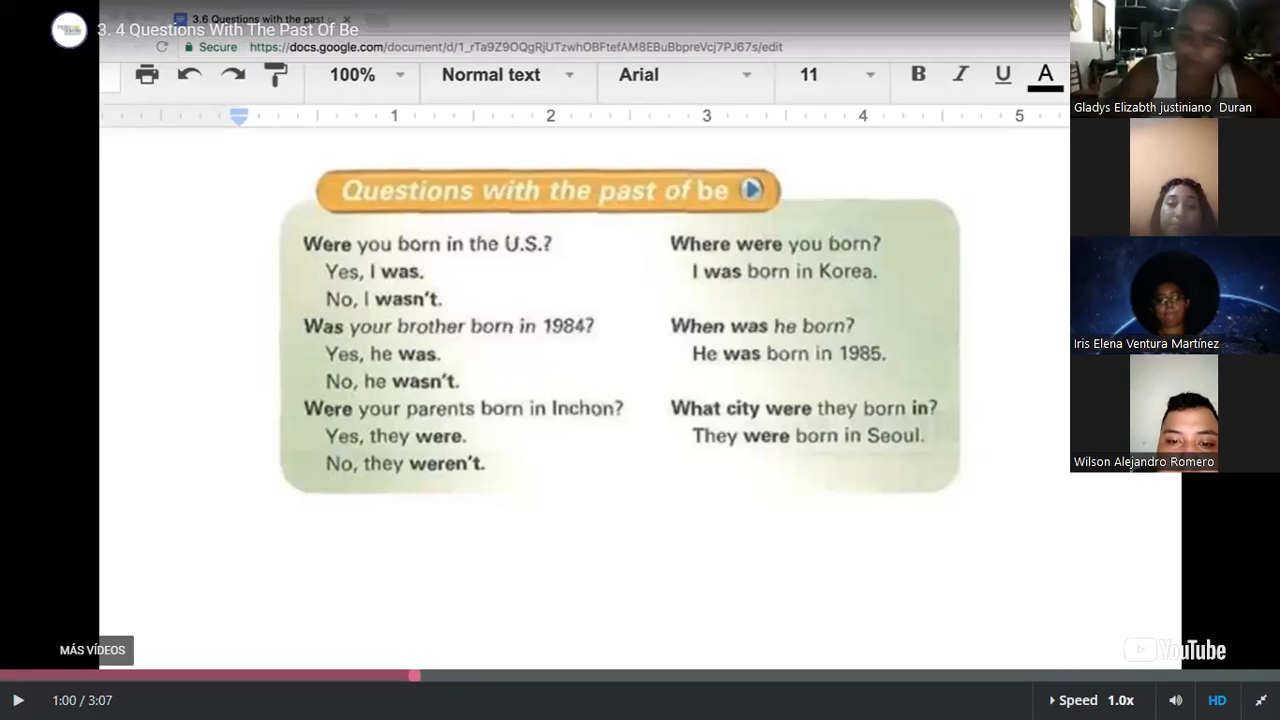 3.6 Questions with the past
3. 4 Questions With The Past Of Be
Secure https://docs.google.com/document/d/1_rTa9Z9OQgRjUTzwhOBFtefAM8EBuBbpreVcj7PJ67s/edit
100% Normal text Arial 11 B I U A
1 2 3 4 5
Questions with the past of be
Were you born in the U.S.?
Yes, I was.
No, I wasn't.
Was your brother born in 1984?
Yes, he was.
No, he wasn't.
Were your parents born in Inchon?
Yes, they were.
No, they weren't.
Where were you born?
I was born in Korea.
When was he born?
He was born in 1985.
What city were they born in?
They were born in Seoul.
Gladys Elizabth justiniano Duran
Iris Elena Ventura Martínez
Wilson Alejandro Romero
MÁS VÍDEOS
YouTube
1:00 / 3:07
Speed 1.0x
HD